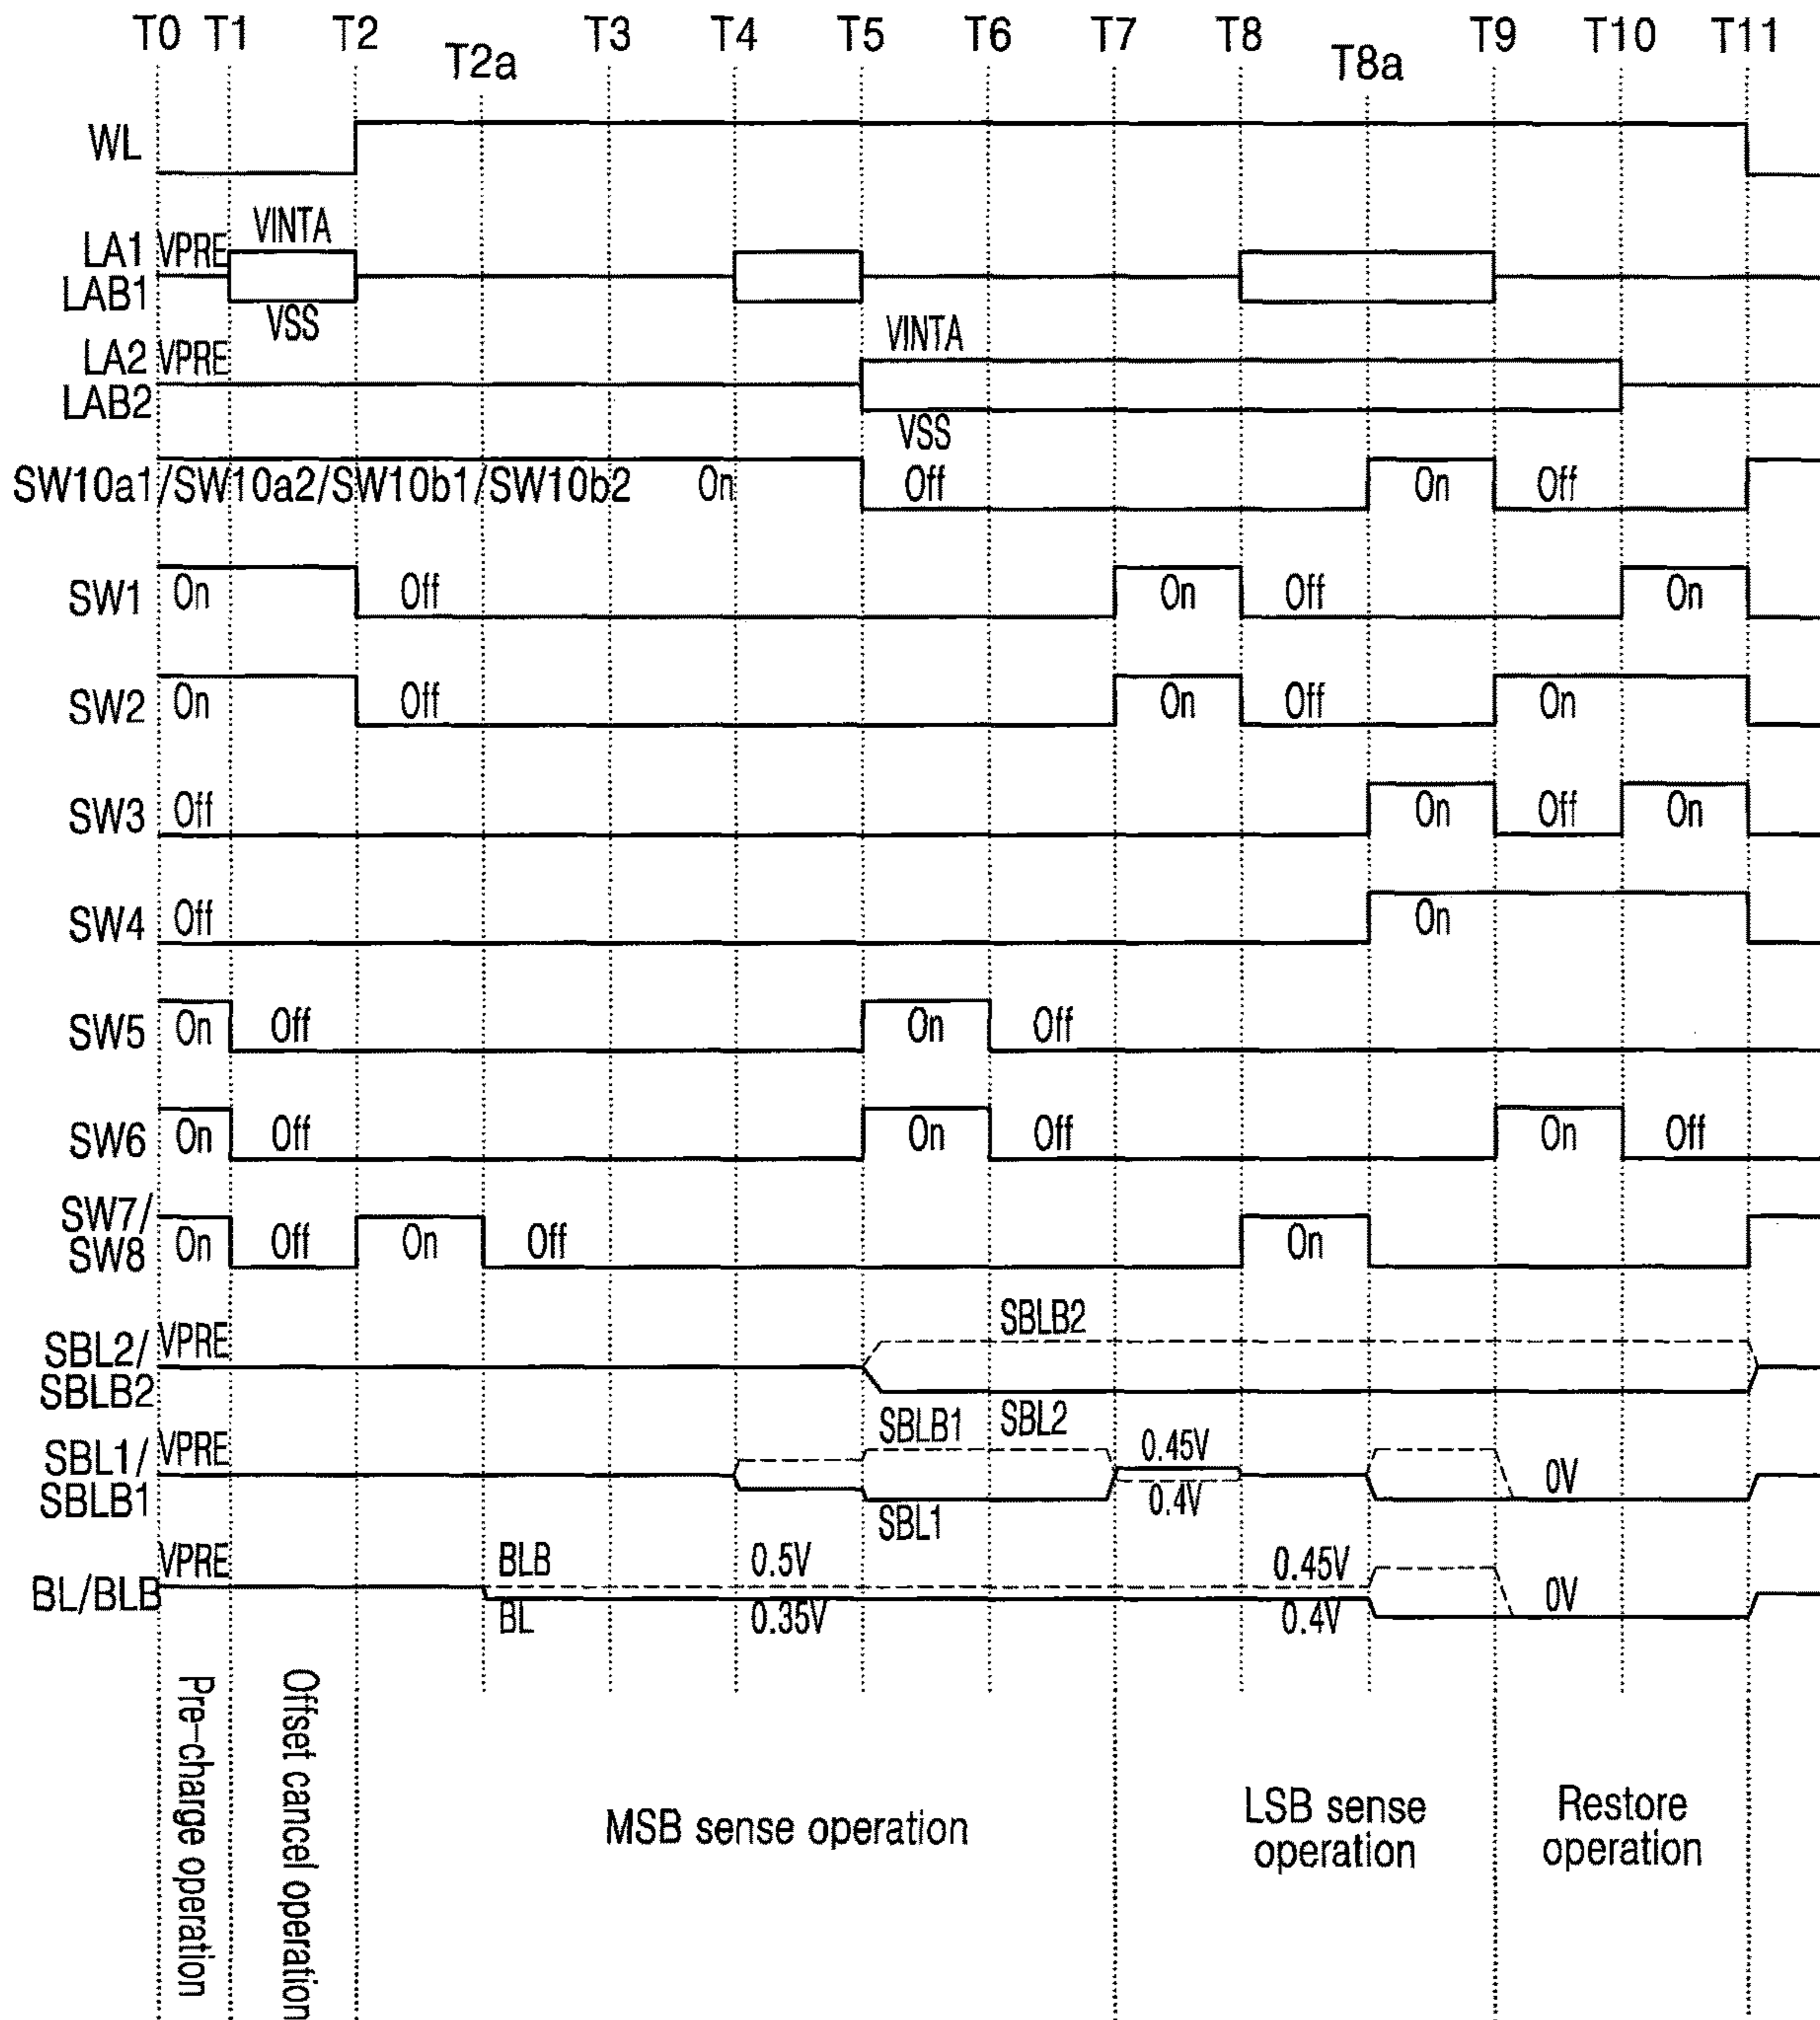 T0 T1 T2 T2a T3 T4 T5 T6 T7 T8 T8a T9 T10 T11
WL
LA1 VPRE VINTA
LAB1 VSS
LA2 VPRE VINTA
LAB2 VSS
SW10a1/SW10a2/SW10b1/SW10b2 On Off On Off
SW1 On Off On Off On
SW2 On Off On Off On
SW3 Off On Off On
SW4 Off On
SW5 On Off On Off
SW6 On Off On Off On Off
SW7/
SW8 On Off On Off On
SBL2/ VPRE SBLB2
SBLB2 SBL2
SBL1/ VPRE SBLB1 0.45V 0V
SBLB1 SBL1 0.4V
BL/BLB VPRE BLB 0.5V 0.45V 0V
BL 0.35V 0.4V
Pre-charge operation
Offset cancel operation
MSB sense operation
LSB sense
operation
Restore
operation